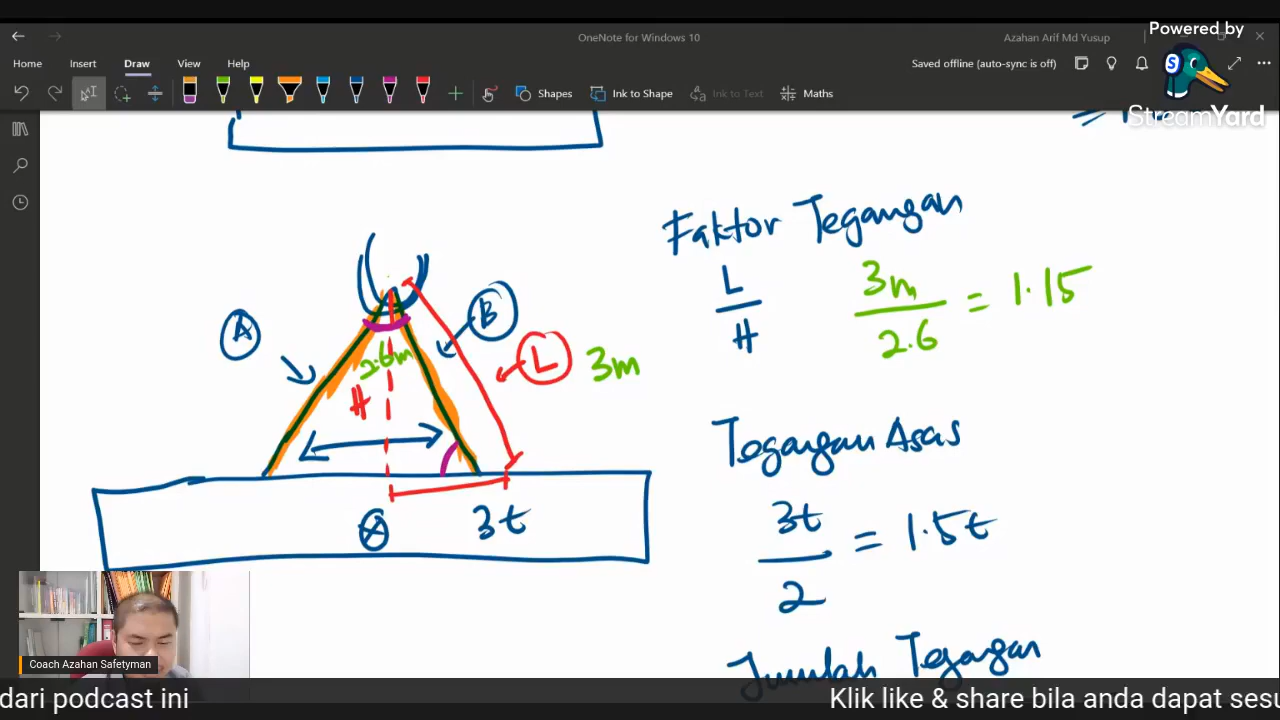 Powered by
StreamYard
OneNote for Windows 10
Azahan Arif Md Yusup
Home Insert Draw View Help
Saved offline (auto-sync is off)
Shapes
Ink to Shape
Ink to Text
Maths
Faktor Tegangan
L
H
3m
2.6
= 1.15
A
B
L
3m
2.6m
H
3t
Tegangan Asas
3t
2
= 1.5t
Jumlah Tegangan
Coach Azahan Safetyman
dari podcast ini
Klik like & share bila anda dapat sesu